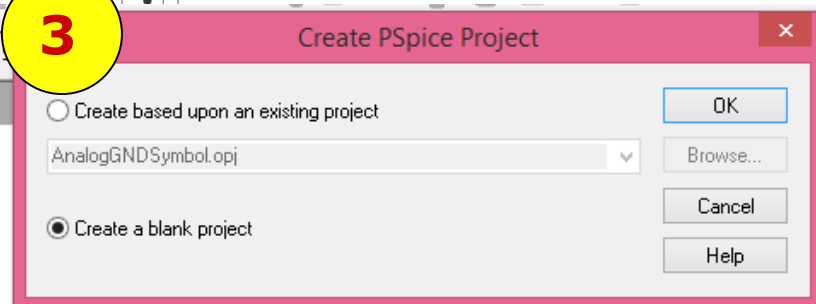 3
Create PSpice Project
Create based upon an existing project
OK
AnalogGNDSymbol.opj
Browse...
Cancel
Create a blank project
Help